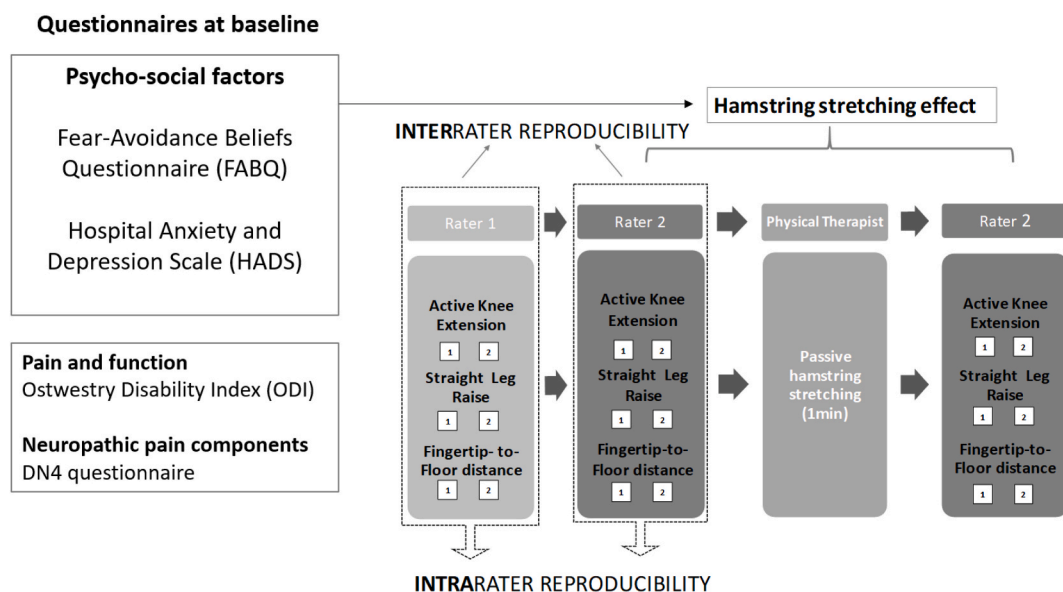 Questionnaires at baseline
Psycho-social factors
Fear-Avoidance Beliefs
Questionnaire (FABQ)
Hospital Anxiety and
Depression Scale (HADS)
Pain and function
Ostwestry Disability Index (ODI)
Neuropathic pain components
DN4 questionnaire
Hamstring stretching effect
INTERRATER REPRODUCIBILITY
Rater 1
Active Knee
Extension
1 2
Straight Leg
Raise
1 2
Fingertip-to-
Floor distance
1 2
Rater 2
Active Knee
Extension
1 2
Straight Leg
Raise
1 2
Fingertip-to-
Floor distance
1 2
Physical Therapist
Passive
hamstring
stretching
(1min)
Rater 2
Active Knee
Extension
1 2
Straight Leg
Raise
1 2
Fingertip-to-
Floor distance
1 2
INTRARATER REPRODUCIBILITY